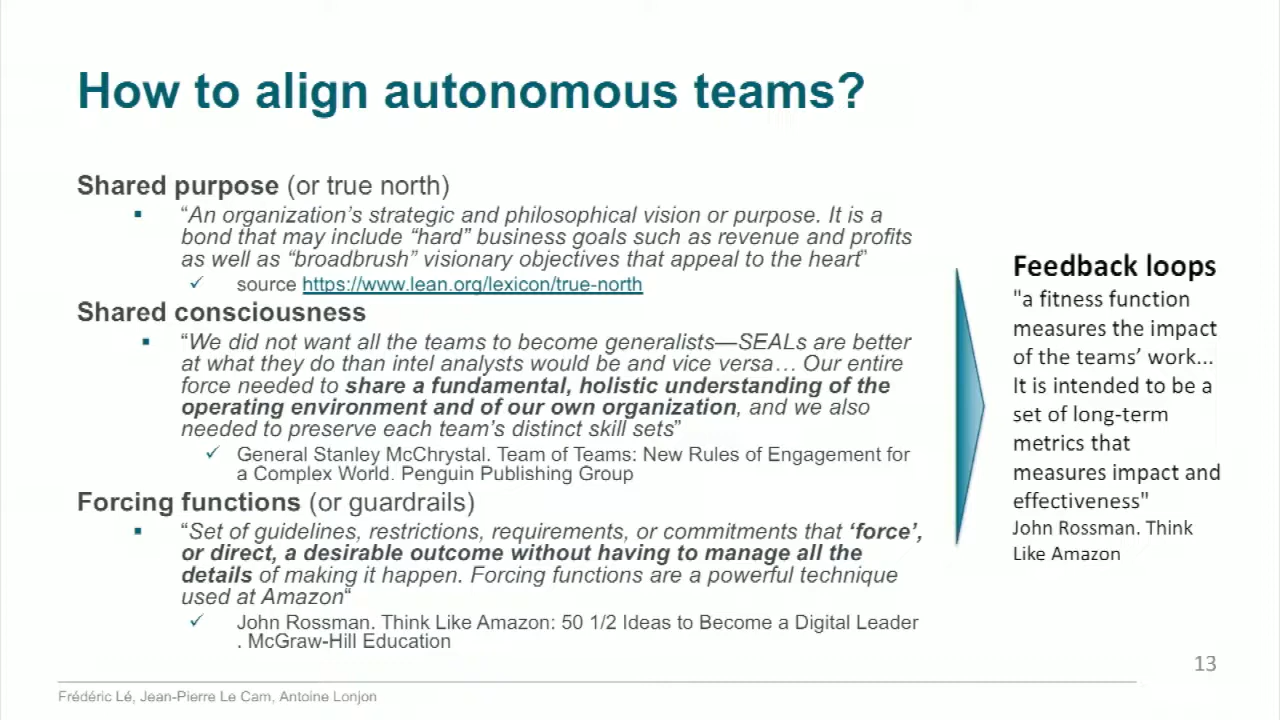 How to align autonomous teams?
Shared purpose (or true north)
▪ “An organization’s strategic and philosophical vision or purpose. It is a
bond that may include “hard” business goals such as revenue and profits
as well as “broadbrush” visionary objectives that appeal to the heart”
✓ source https://www.lean.org/lexicon/true-north
Shared consciousness
▪ “We did not want all the teams to become generalists—SEALs are better
at what they do than intel analysts would be and vice versa… Our entire
force needed to share a fundamental, holistic understanding of the
operating environment and of our own organization, and we also
needed to preserve each team’s distinct skill sets”
✓ General Stanley McChrystal. Team of Teams: New Rules of Engagement for
a Complex World. Penguin Publishing Group
Forcing functions (or guardrails)
▪ “Set of guidelines, restrictions, requirements, or commitments that ‘force’,
or direct, a desirable outcome without having to manage all the
details of making it happen. Forcing functions are a powerful technique
used at Amazon“
✓ John Rossman. Think Like Amazon: 50 1/2 Ideas to Become a Digital Leader
. McGraw-Hill Education
Feedback loops
"a fitness function
measures the impact
of the teams’ work...
It is intended to be a
set of long-term
metrics that
measures impact and
effectiveness"
John Rossman. Think
Like Amazon
13
Frédéric Lé, Jean-Pierre Le Cam, Antoine Lonjon